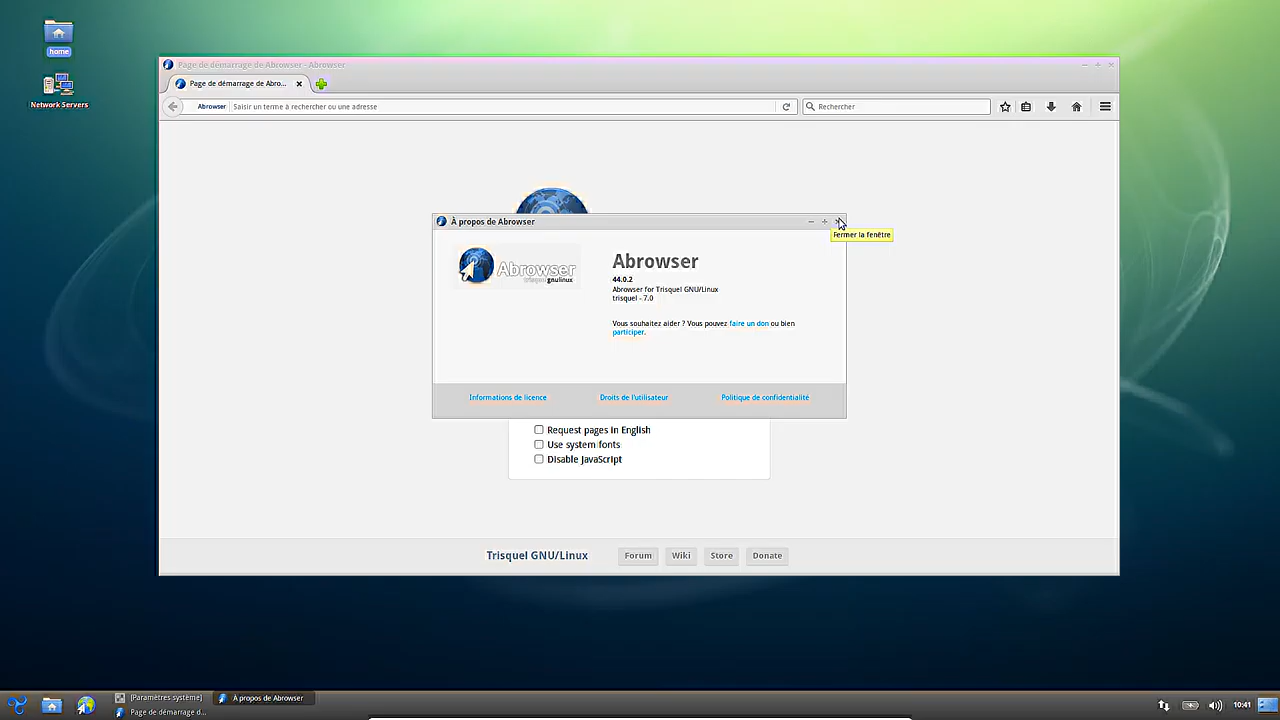 home
Network Servers
Page de démarrage de Abrowser - Abrowser
Page de démarrage de Abro...
Abrowser
Saisir un terme à rechercher ou une adresse
Rechercher
À propos de Abrowser
Fermer la fenêtre
Abrowser
trisquel gnulinux
Abrowser
44.0.2
Abrowser for Trisquel GNU/Linux
trisquel - 7.0
Vous souhaitez aider ? Vous pouvez faire un don ou bien
participer.
Informations de licence
Droits de l'utilisateur
Politique de confidentialité
Request pages in English
Use system fonts
Disable JavaScript
Trisquel GNU/Linux
Forum
Wiki
Store
Donate
[Paramètres système]
À propos de Abrowser
Page de démarrage d...
10:41